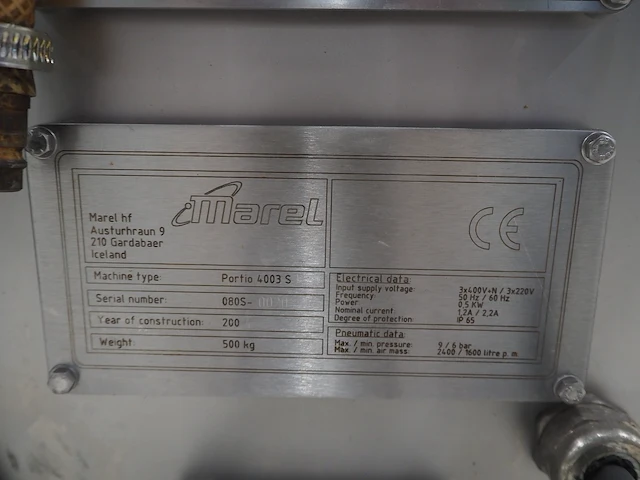 Marel
Marel hf
Austurhraun 9
210 Gardabaer
Iceland
CE
Machine type: Portio 4003 S
Serial number: 080S-
Year of construction: 200
Weight: 500 kg
Electrical data:
Input supply voltage: 3x400V+N / 3x220V
Frequency 50 Hz / 60 Hz
Power 0,5 KW
Nominal current: 1,2A / 2,2A
Degree of protection: IP 65
Pneumatic data:
Max. / min. pressure: 9 / 6 bar
Max. / min. air mass: 2400 / 1600 litre p. m.